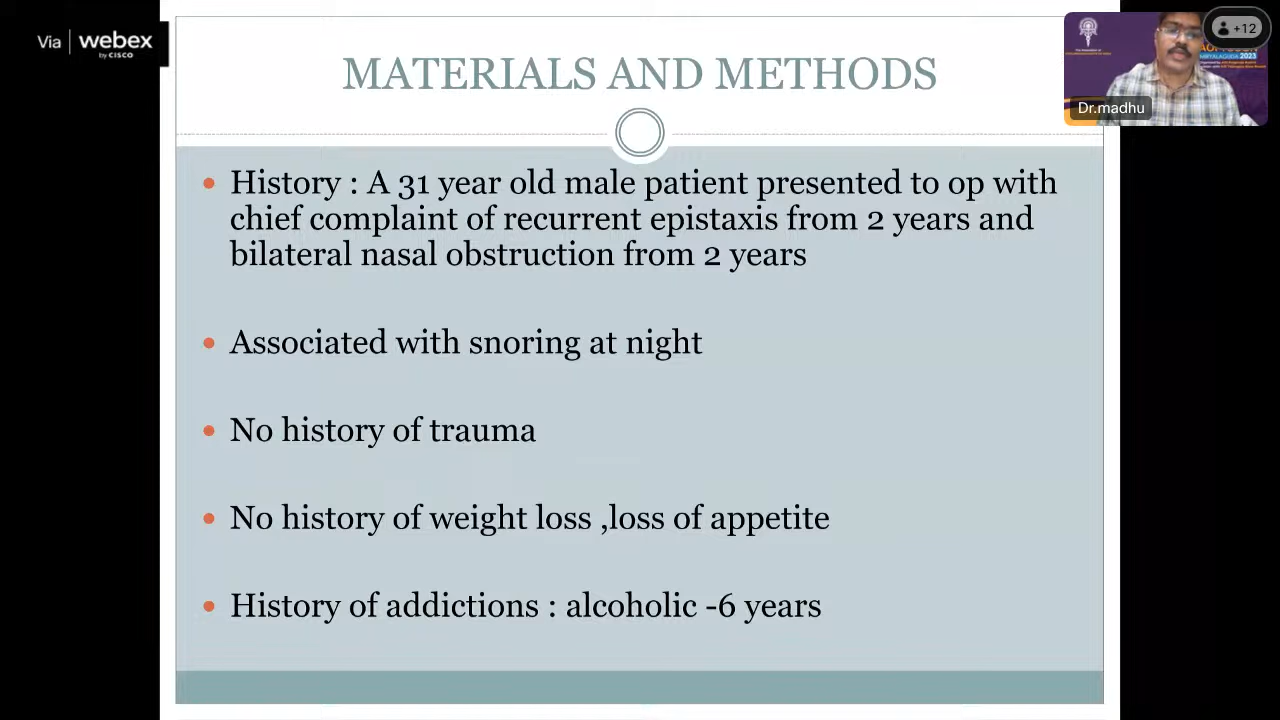 Via webex
by CISCO
+12
2023
Dr.madhu
MATERIALS AND METHODS
• History : A 31 year old male patient presented to op with
chief complaint of recurrent epistaxis from 2 years and
bilateral nasal obstruction from 2 years
• Associated with snoring at night
• No history of trauma
• No history of weight loss ,loss of appetite
• History of addictions : alcoholic -6 years